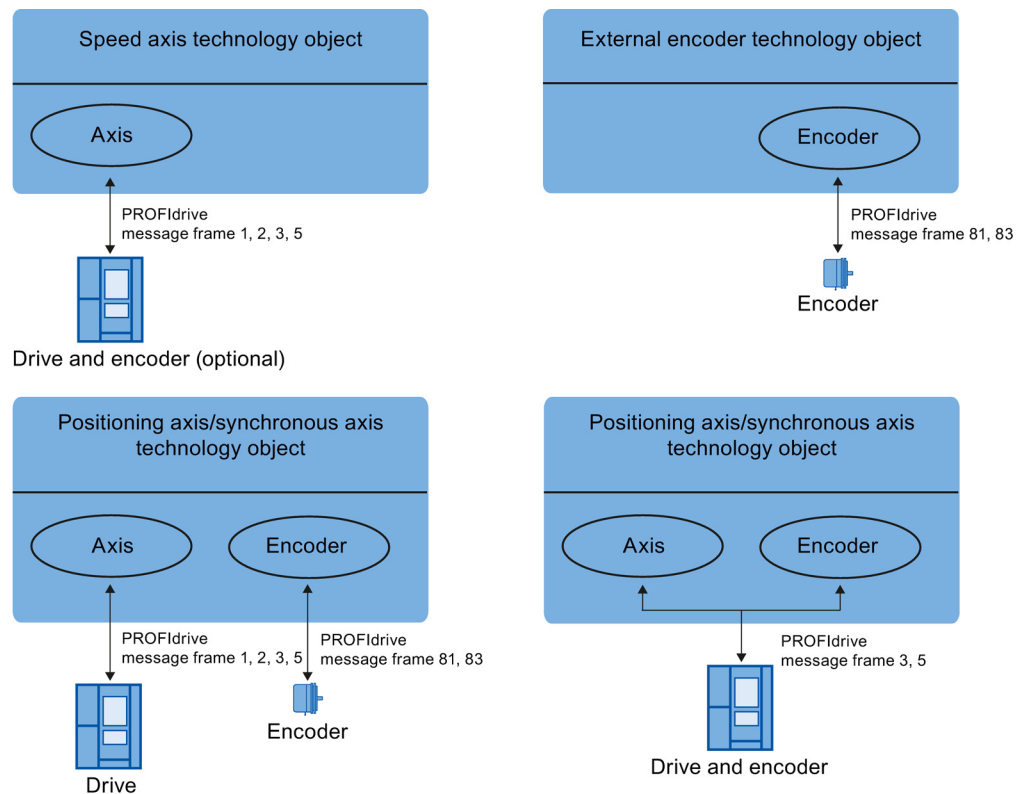 Speed axis technology object
Axis
PROFIdrive
message frame 1, 2, 3, 5
Drive and encoder (optional)
External encoder technology object
Encoder
PROFIdrive
message frame 81, 83
Encoder
Positioning axis/synchronous axis
technology object
Axis
Encoder
PROFIdrive
message frame 1, 2, 3, 5
PROFIdrive
message frame 81, 83
Drive
Encoder
Positioning axis/synchronous axis
technology object
Axis
Encoder
PROFIdrive
message frame 3, 5
Drive and encoder